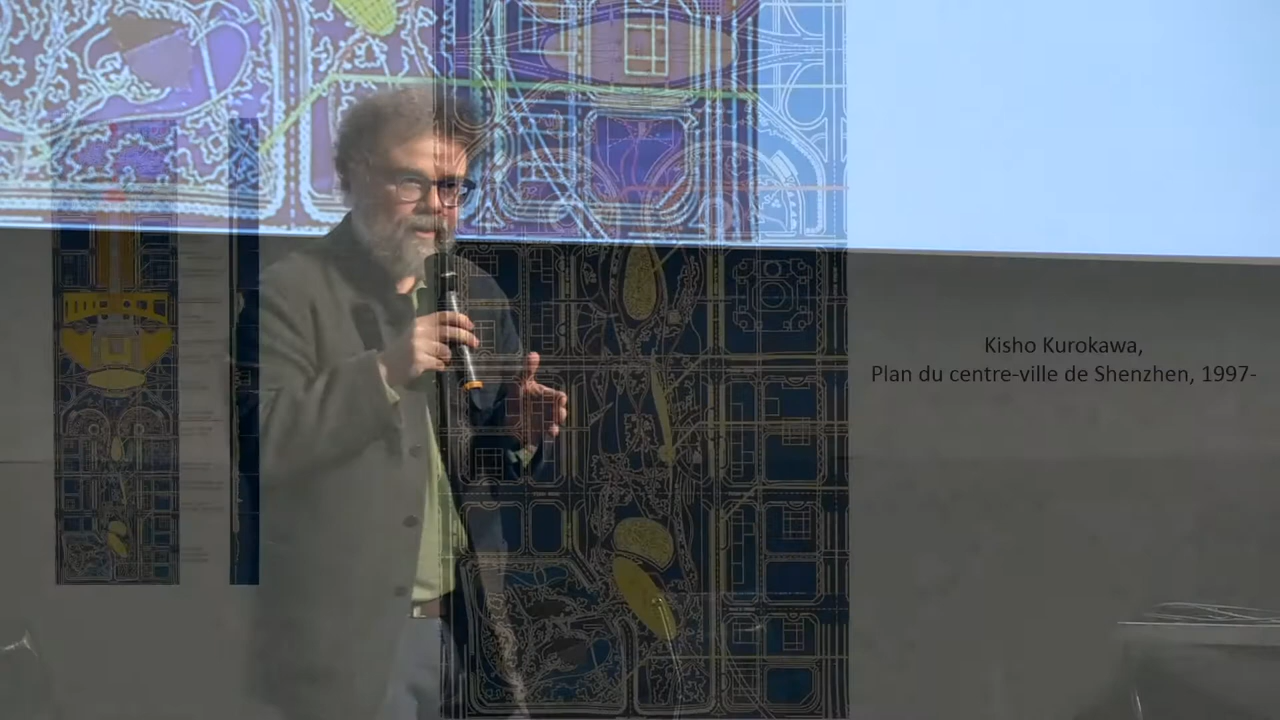 Kisho Kurokawa,
Plan du centre-ville de Shenzhen, 1997-